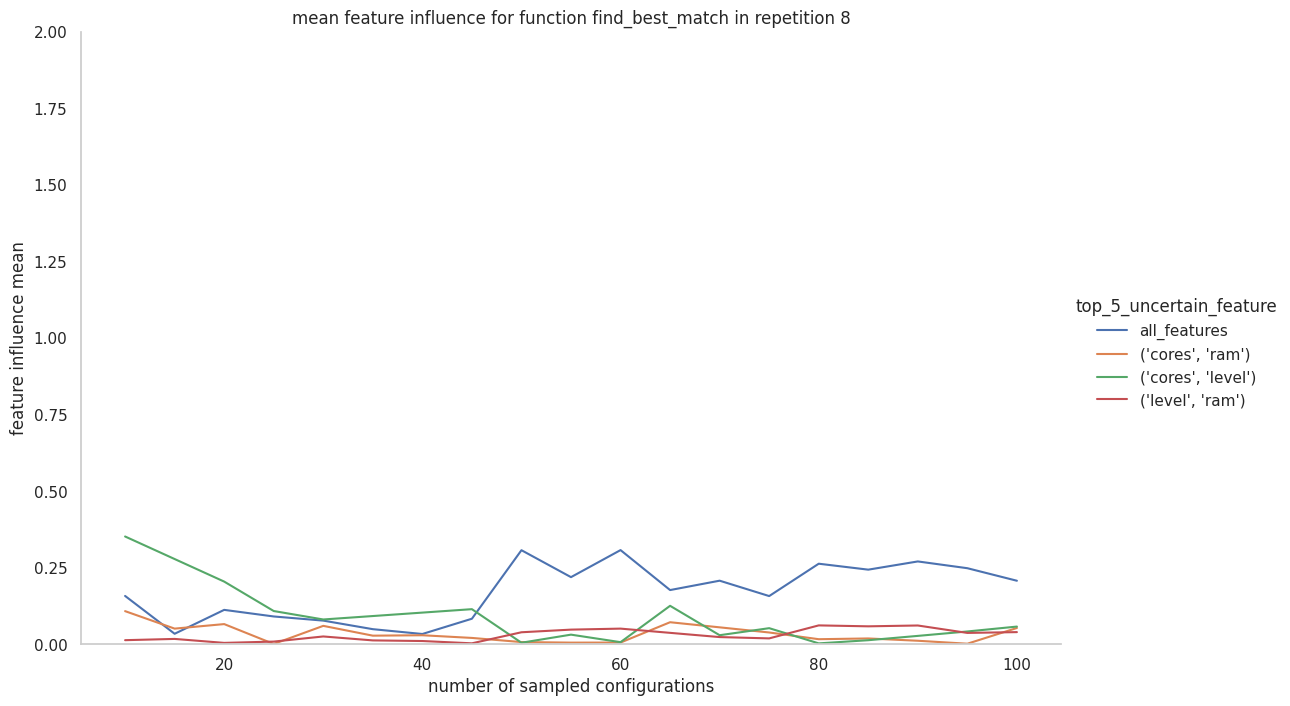 mean feature influence for function find_best_match in repetition 8
2.00
1.75
1.50
1.25
1.00
0.75
0.50
0.25
0.00
feature influence mean
20
40
60
80
100
number of sampled configurations
top_5_uncertain_feature
all_features
('cores', 'ram')
('cores', 'level')
('level', 'ram')